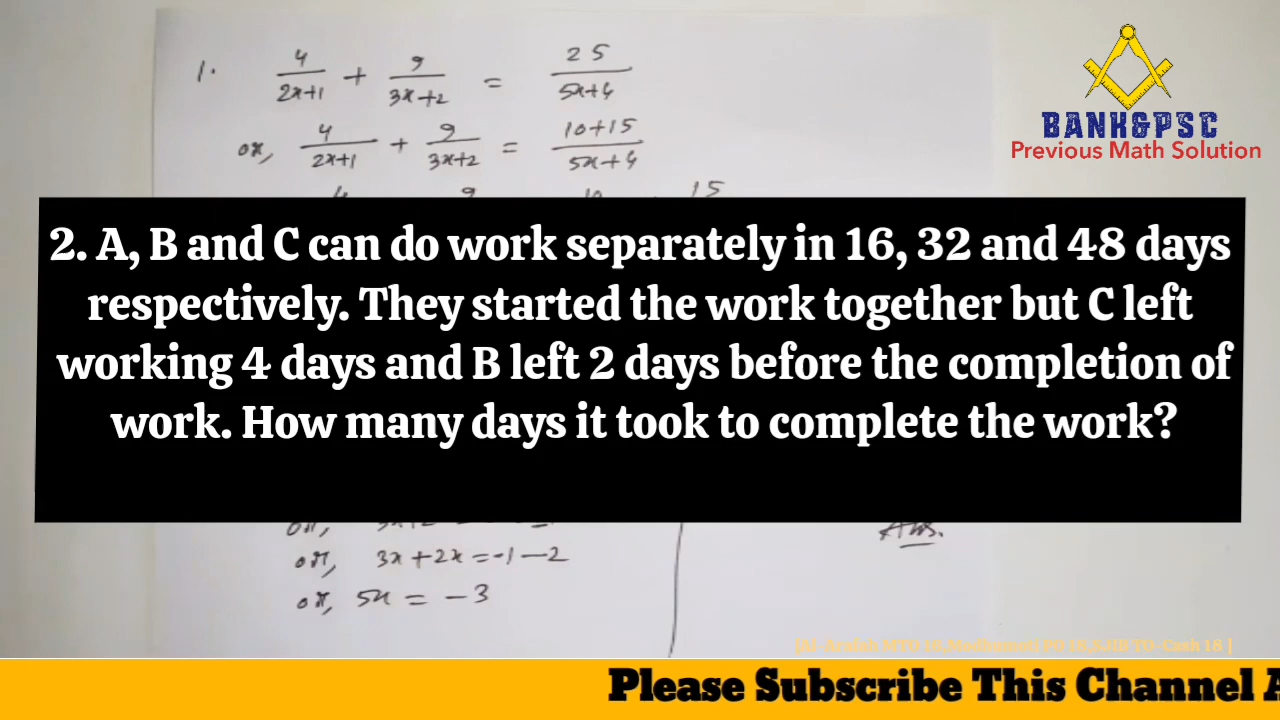 1. 4/(2x+1) + 9/(3x+2) = 25/(5x+4)
or, 4/(2x+1) + 9/(3x+2) = (10+15)/(5x+4)
BANK&PSC
Previous Math Solution
9
10
15
2. A, B and C can do work separately in 16, 32 and 48 days
respectively. They started the work together but C left
working 4 days and B left 2 days before the completion of
work. How many days it took to complete the work?
or,
Ans.
or, 3x+2x = -1-2
or, 5x = -3
Please Subscribe This Channel